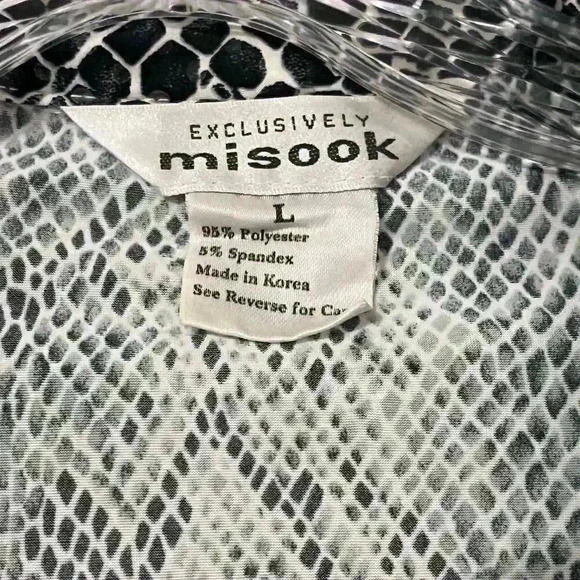 EXCLUSIVELY
misook
L
95% Polyester
5% Spandex
Made in Korea
See Reverse for